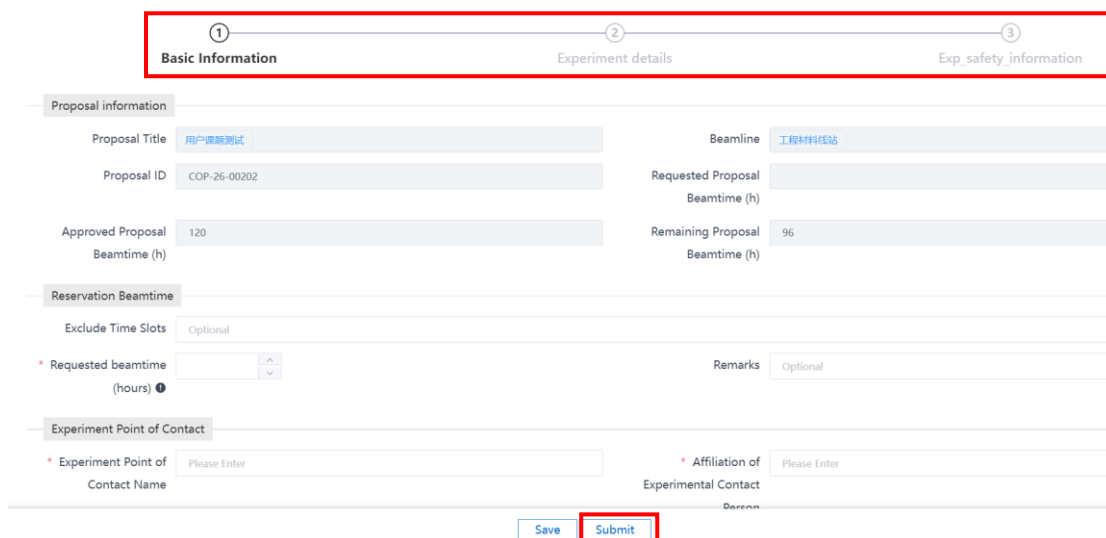 1 2 3
Basic Information Experiment details Exp_safety_information
Proposal information
Proposal Title 用户课题测试 Beamline 工程材料线站
Proposal ID COP-26-00202 Requested Proposal
Beamtime (h)
Approved Proposal 120 Remaining Proposal 96
Beamtime (h) Beamtime (h)
Reservation Beamtime
Exclude Time Slots Optional
* Requested beamtime Remarks Optional
(hours)
Experiment Point of Contact
* Experiment Point of Please Enter * Affiliation of Please Enter
Contact Name Experimental Contact
Person
Save Submit